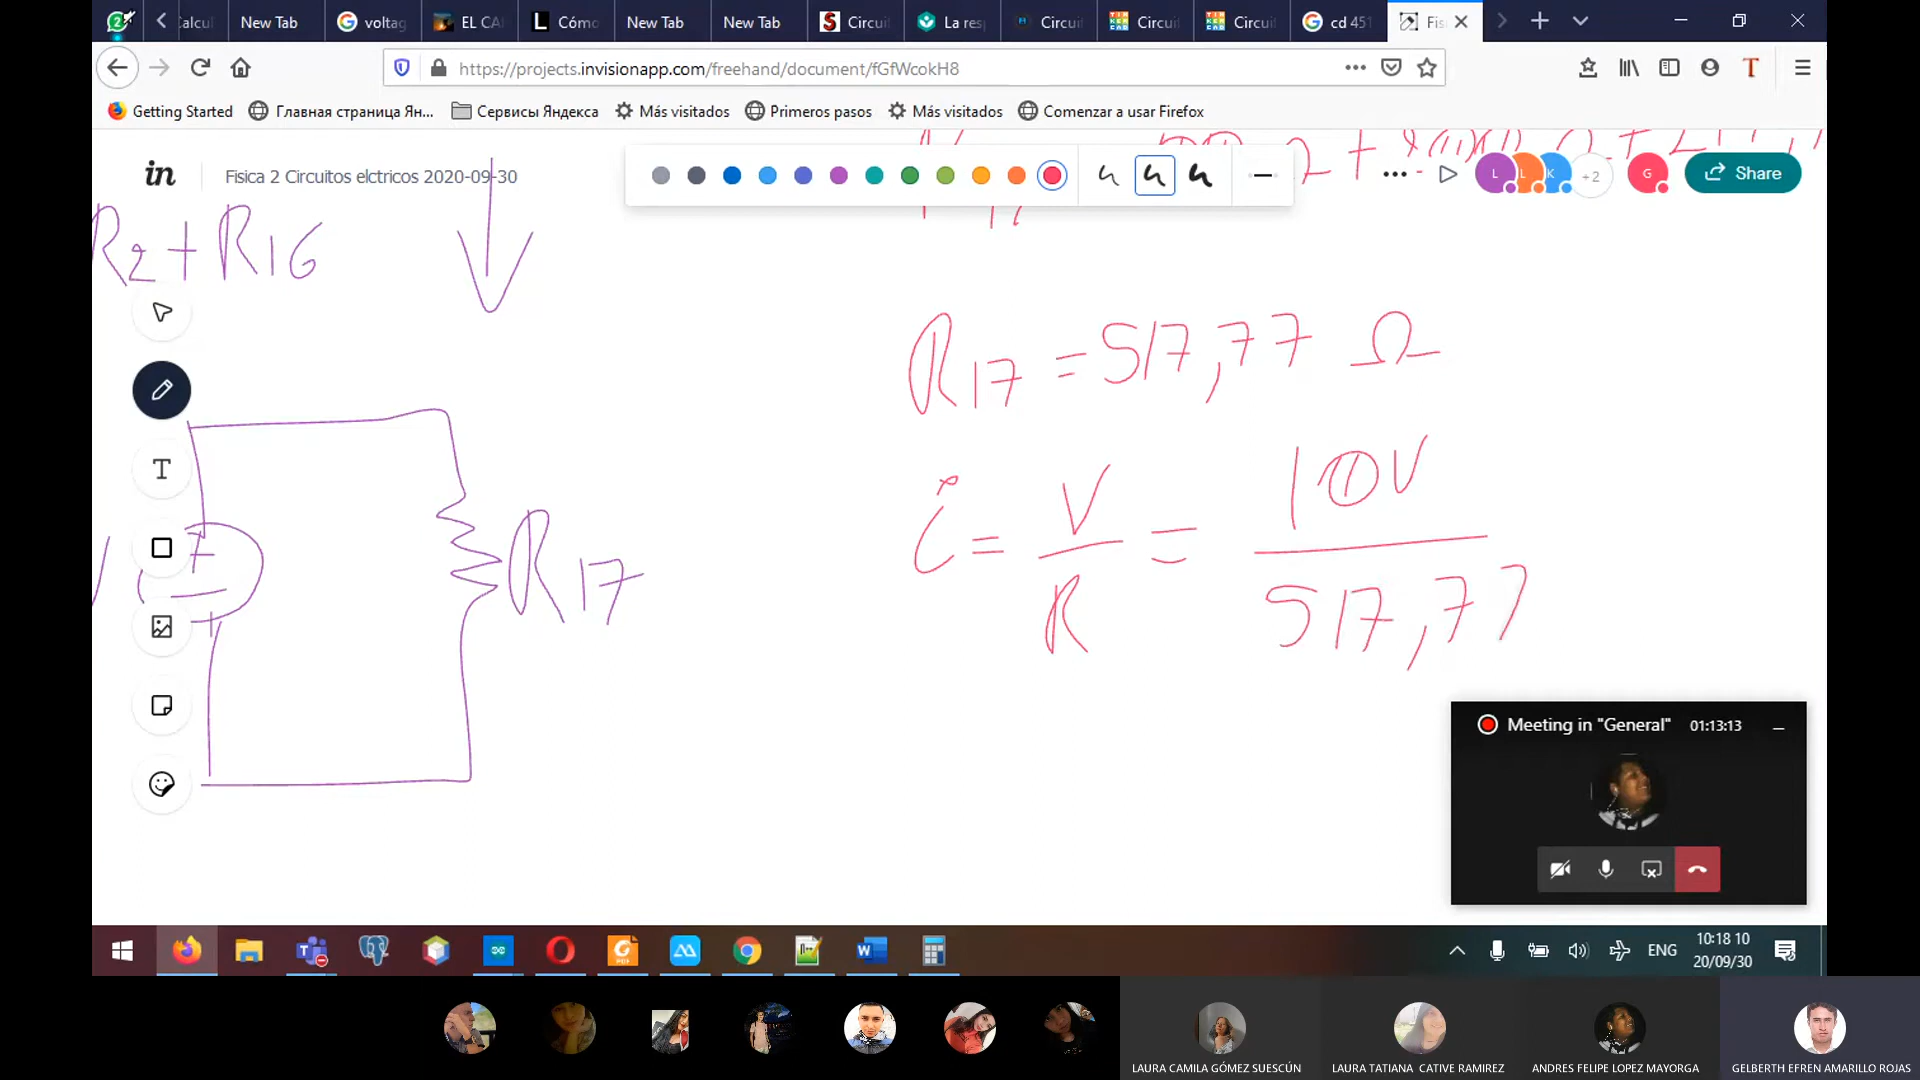 Calcul New Tab voltag EL CA Cómo New Tab New Tab Circui La res Circui Circuit Circuit cd 451 Fis
https://projects.invisionapp.com/freehand/document/fGfWcokH8
Getting Started Главная страница Ян... Сервисы Яндекса Más visitados Primeros pasos Más visitados Comenzar a usar Firefox
in Fisica 2 Circuitos elctricos 2020-09-30
L L K +2 G Share
R2 + R16
R17 = 517,77 Ω
i = V/R = 10V/517,77
R17
Meeting in "General" 01:13:13
ENG 10:18 10
20/09/30
LAURA CAMILA GÓMEZ SUESCÚN LAURA TATIANA CATIVE RAMIREZ ANDRES FELIPE LOPEZ MAYORGA GELBERTH EFREN AMARILLO ROJAS